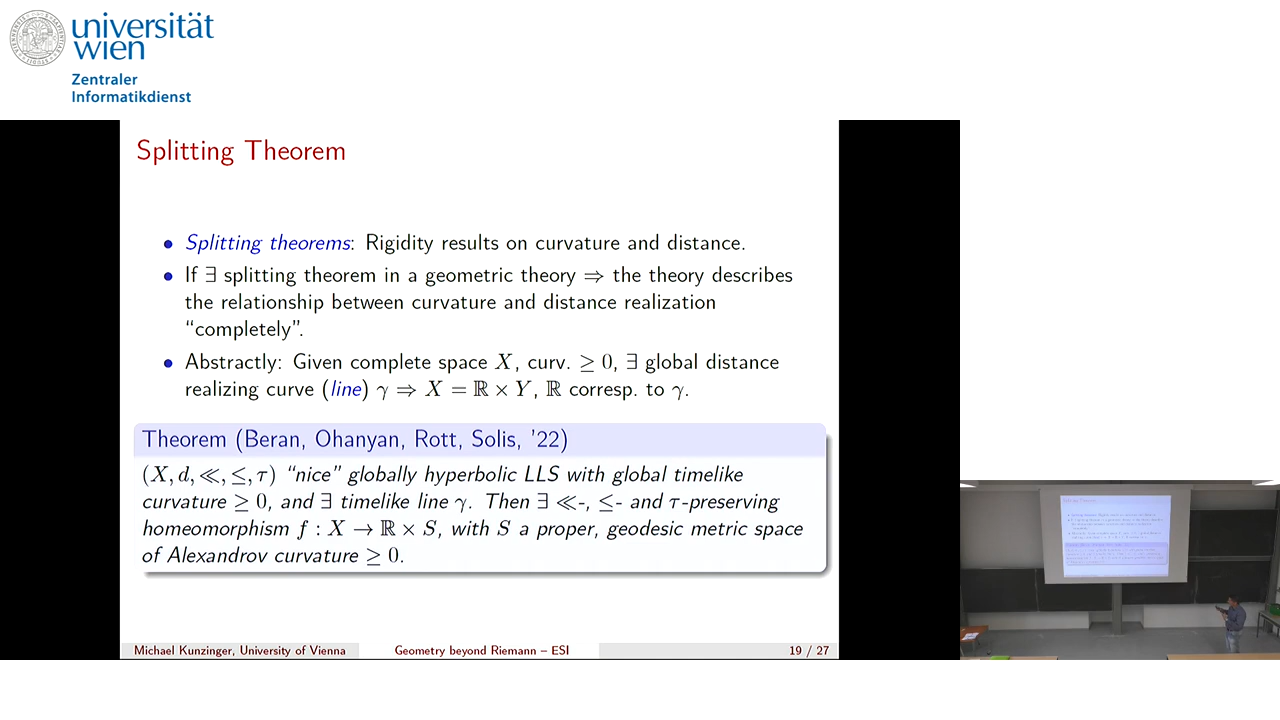 universität
wien
Zentraler
Informatikdienst
Splitting Theorem
• Splitting theorems: Rigidity results on curvature and distance.
• If ∃ splitting theorem in a geometric theory ⇒ the theory describes
the relationship between curvature and distance realization
“completely”.
• Abstractly: Given complete space X, curv. ≥ 0, ∃ global distance
realizing curve (line) γ ⇒ X = ℝ × Y, ℝ corresp. to γ.
Theorem (Beran, Ohanyan, Rott, Solis, ’22)
(X, d, ≪, ≤, τ) “nice” globally hyperbolic LLS with global timelike
curvature ≥ 0, and ∃ timelike line γ. Then ∃ ≪-, ≤- and τ-preserving
homeomorphism f : X → ℝ × S, with S a proper, geodesic metric space
of Alexandrov curvature ≥ 0.
Michael Kunzinger, University of Vienna Geometry beyond Riemann – ESI 19 / 27